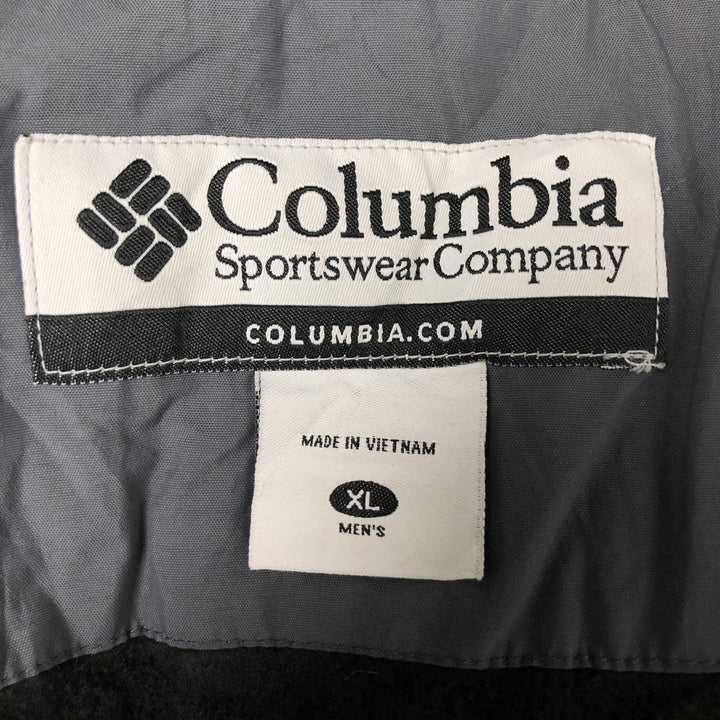 Columbia
Sportswear Company
COLUMBIA.COM
MADE IN VIETNAM
XL
MEN'S